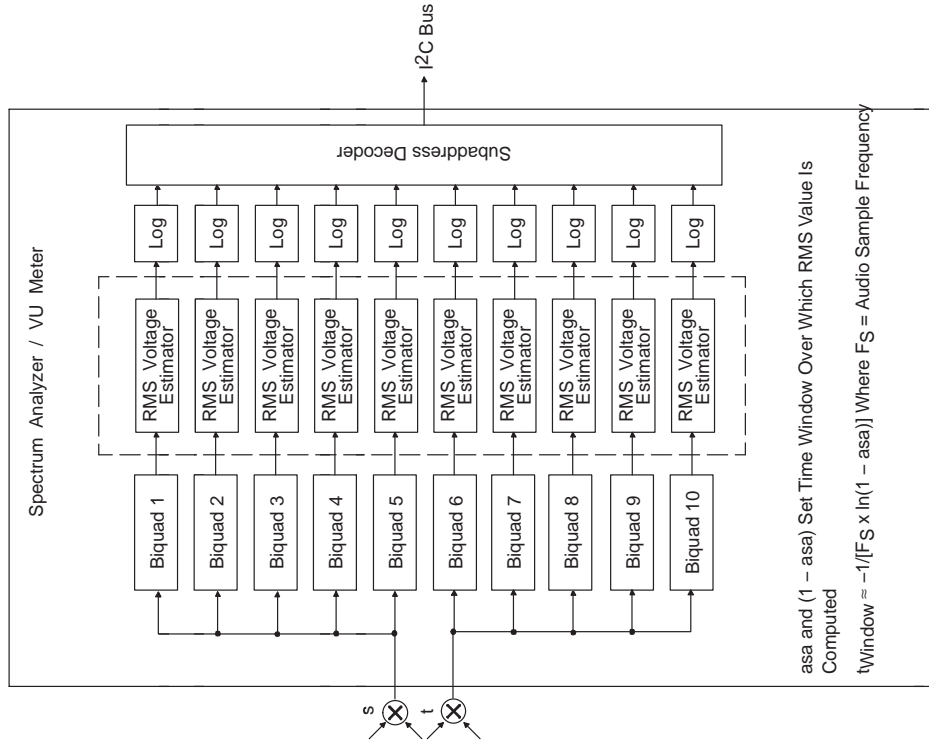 Spectrum Analyzer / VU Meter
s
t
Biquad 1
RMS Voltage
Estimator
Log
Biquad 2
RMS Voltage
Estimator
Log
Biquad 3
RMS Voltage
Estimator
Log
Biquad 4
RMS Voltage
Estimator
Log
Biquad 5
RMS Voltage
Estimator
Log
Biquad 6
RMS Voltage
Estimator
Log
Biquad 7
RMS Voltage
Estimator
Log
Biquad 8
RMS Voltage
Estimator
Log
Biquad 9
RMS Voltage
Estimator
Log
Biquad 10
RMS Voltage
Estimator
Log
Subaddress Decoder
I2C Bus
asa and (1 – asa) Set Time Window Over Which RMS Value Is
Computed
tWindow ≈ –1/[FS x ln(1 – asa)] Where FS = Audio Sample Frequency